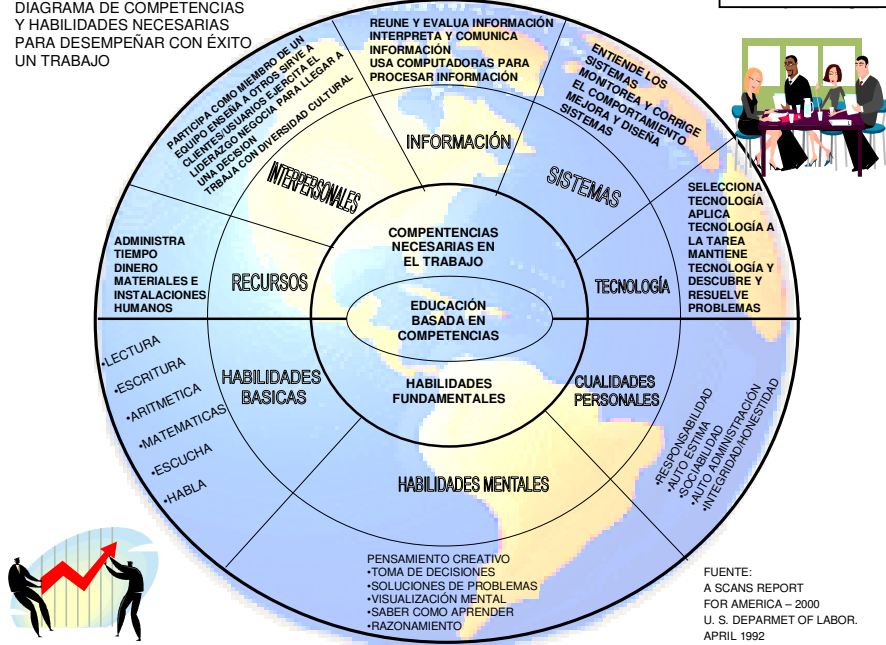 DIAGRAMA DE COMPETENCIAS
Y HABILIDADES NECESARIAS
PARA DESEMPEÑAR CON ÉXITO
UN TRABAJO
PARTICIPA COMO MIEMBRO DE UN
EQUIPO ENSEÑA A OTROS SIRVE A
CLIENTES/USUARIOS EJERCITA EL
LIDERAZGO NEGOCIA PARA LLEGAR A
UNA DECISIÓN
TRBAJA CON DIVERSIDAD CULTURAL
REUNE Y EVALUA INFORMACIÓN
INTERPRETA Y COMUNICA
INFORMACIÓN
USA COMPUTADORAS PARA
PROCESAR INFORMACIÓN
ENTIENDE LOS
SISTEMAS
MONITOREA Y CORRIGE
EL COMPORTAMIENTO
MEJORA Y DISEÑA
SISTEMAS
INTERPERSONALES
INFORMACIÓN
SISTEMAS
ADMINISTRA
TIEMPO
DINERO
MATERIALES E
INSTALACIONES
HUMANOS
RECURSOS
COMPENTENCIAS
NECESARIAS EN
EL TRABAJO
TECNOLOGÍA
SELECCIONA
TECNOLOGÍA
APLICA
TECNOLOGÍA A
LA TAREA
MANTIENE
TECNOLOGÍA Y
DESCUBRE Y
RESUELVE
PROBLEMAS
EDUCACIÓN
BASADA EN
COMPETENCIAS
•LECTURA
•ESCRITURA
•ARITMETICA
•MATEMATICAS
•ESCUCHA
•HABLA
HABILIDADES
BASICAS
HABILIDADES
FUNDAMENTALES
CUALIDADES
PERSONALES
•RESPONSABILIDAD
•AUTO ESTIMA
•SOCIABILIDAD
•AUTO ADMINISTRACIÓN
•INTEGRIDAD/HONESTIDAD
HABILIDADES MENTALES
PENSAMIENTO CREATIVO
•TOMA DE DECISIONES
•SOLUCIONES DE PROBLEMAS
•VISUALIZACIÓN MENTAL
•SABER COMO APRENDER
•RAZONAMIENTO
FUENTE:
A SCANS REPORT
FOR AMERICA – 2000
U. S. DEPARMET OF LABOR.
APRIL 1992